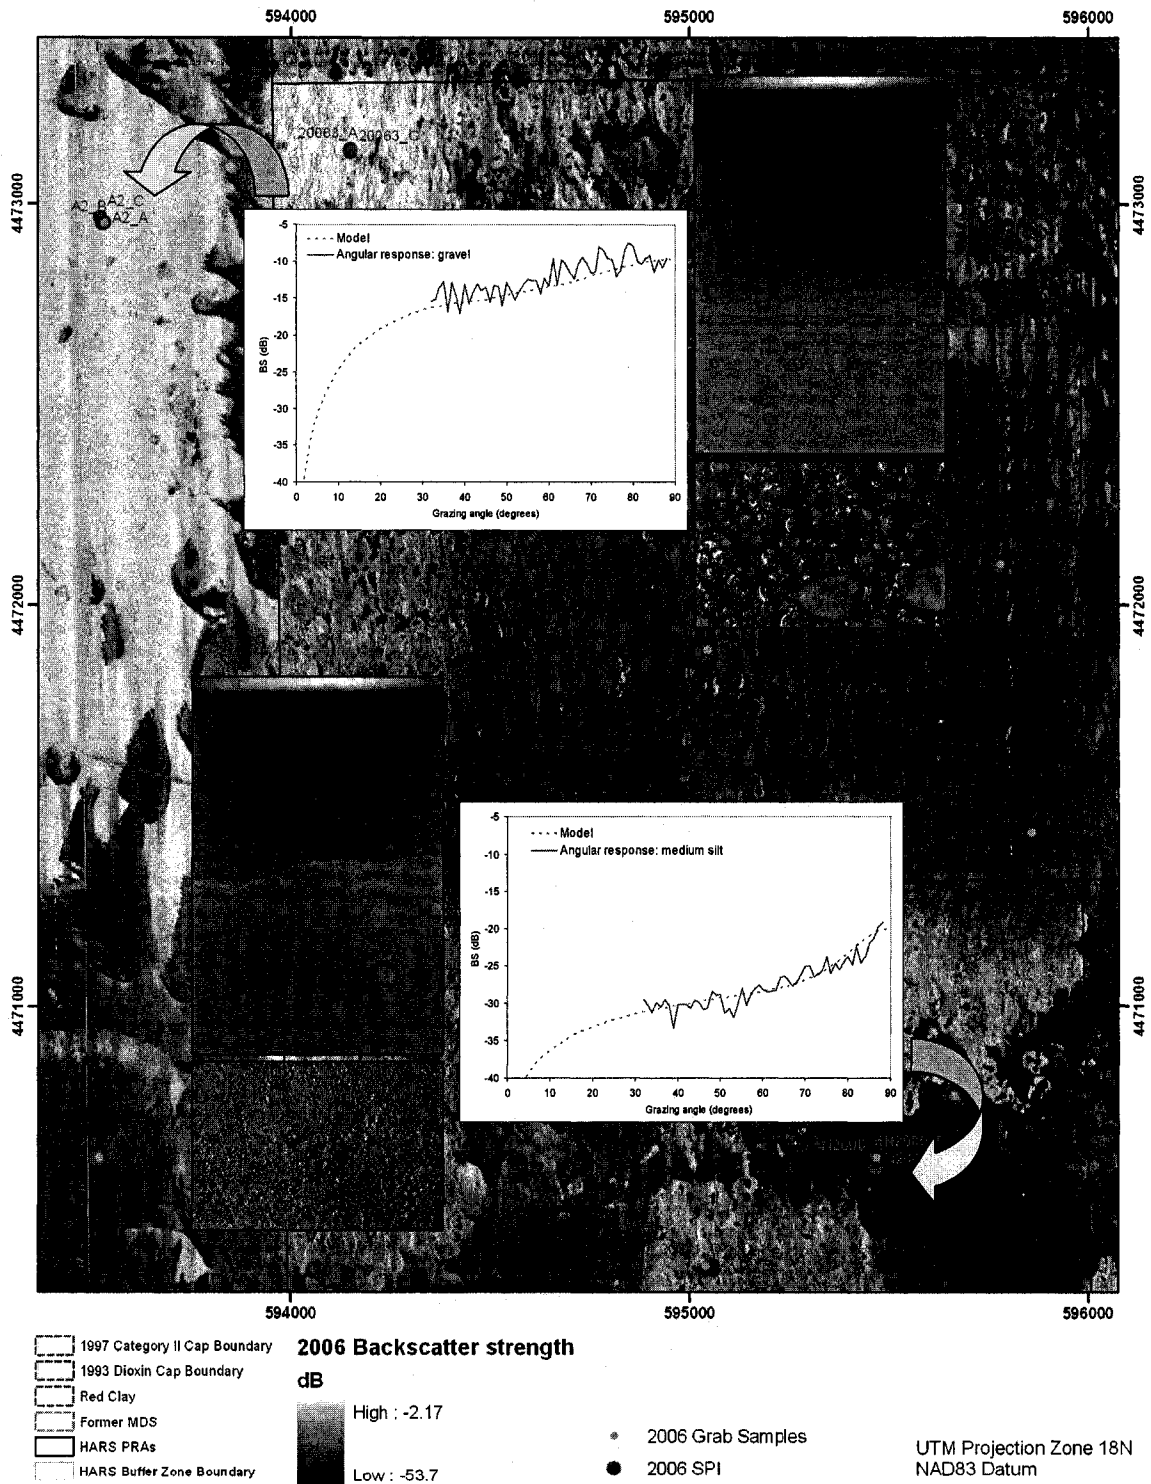 594000 595000 596000
4473000
4473000
20063_A 20063_C
A2_B A2_C
A2_A
-5
-10
-15
-20
-25
-30
-35
-40
BS (dB)
Model
Angular response: gravel
0 10 20 30 40 50 60 70 80 90
Grazing angle (degrees)
4472000
4472000
-5
-10
-15
-20
-25
-30
-35
-40
BS (dB)
Model
Angular response: medium silt
0 10 20 30 40 50 60 70 80 90
Grazing angle (degrees)
4471000
4471000
594000 595000 596000
1997 Category II Cap Boundary
1993 Dioxin Cap Boundary
Red Clay
Former MDS
HARS PRAs
HARS Buffer Zone Boundary
2006 Backscatter strength
dB
High : -2.17
Low : -53.7
2006 Grab Samples
2006 SPI
UTM Projection Zone 18N
NAD83 Datum